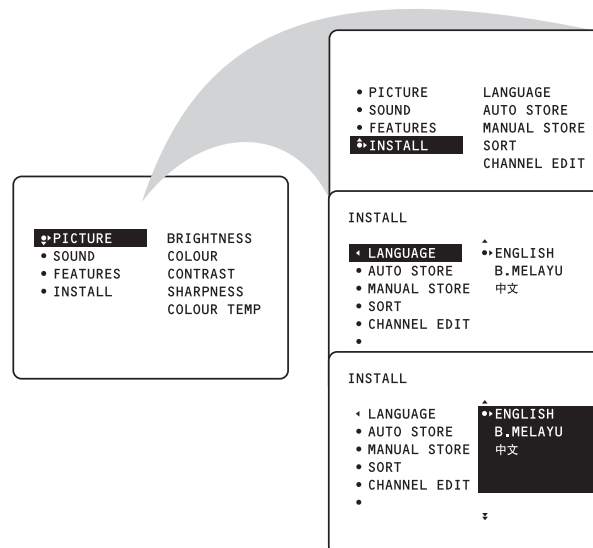 PICTURE
SOUND
FEATURES
INSTALL
BRIGHTNESS
COLOUR
CONTRAST
SHARPNESS
COLOUR TEMP
PICTURE
SOUND
FEATURES
INSTALL
LANGUAGE
AUTO STORE
MANUAL STORE
SORT
CHANNEL EDIT
INSTALL
LANGUAGE
AUTO STORE
MANUAL STORE
SORT
CHANNEL EDIT
ENGLISH
B.MELAYU
中文
INSTALL
LANGUAGE
AUTO STORE
MANUAL STORE
SORT
CHANNEL EDIT
ENGLISH
B.MELAYU
中文